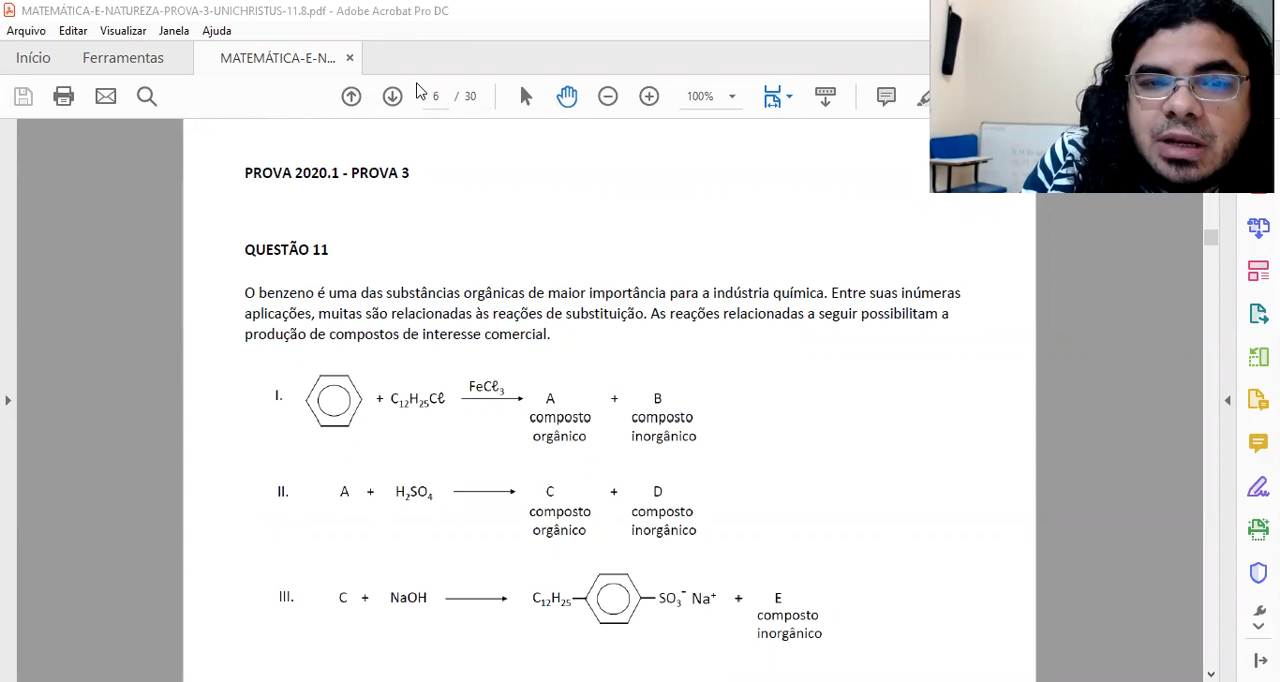 MATEMÁTICA-E-NATUREZA-PROVA-3-UNICHRISTUS-11.8.pdf - Adobe Acrobat Pro DC
Arquivo Editar Visualizar Janela Ajuda
Início Ferramentas MATEMÁTICA-E-N... ×
6 / 30 100%
PROVA 2020.1 - PROVA 3
QUESTÃO 11
O benzeno é uma das substâncias orgânicas de maior importância para a indústria química. Entre suas inúmeras
aplicações, muitas são relacionadas às reações de substituição. As reações relacionadas a seguir possibilitam a
produção de compostos de interesse comercial.
I. + C₁₂H₂₅Cℓ FeCℓ₃ A + B
composto composto
orgânico inorgânico
II. A + H₂SO₄ C + D
composto composto
orgânico inorgânico
III. C + NaOH C₁₂H₂₅ SO₃⁻ Na⁺ + E
composto
inorgânico